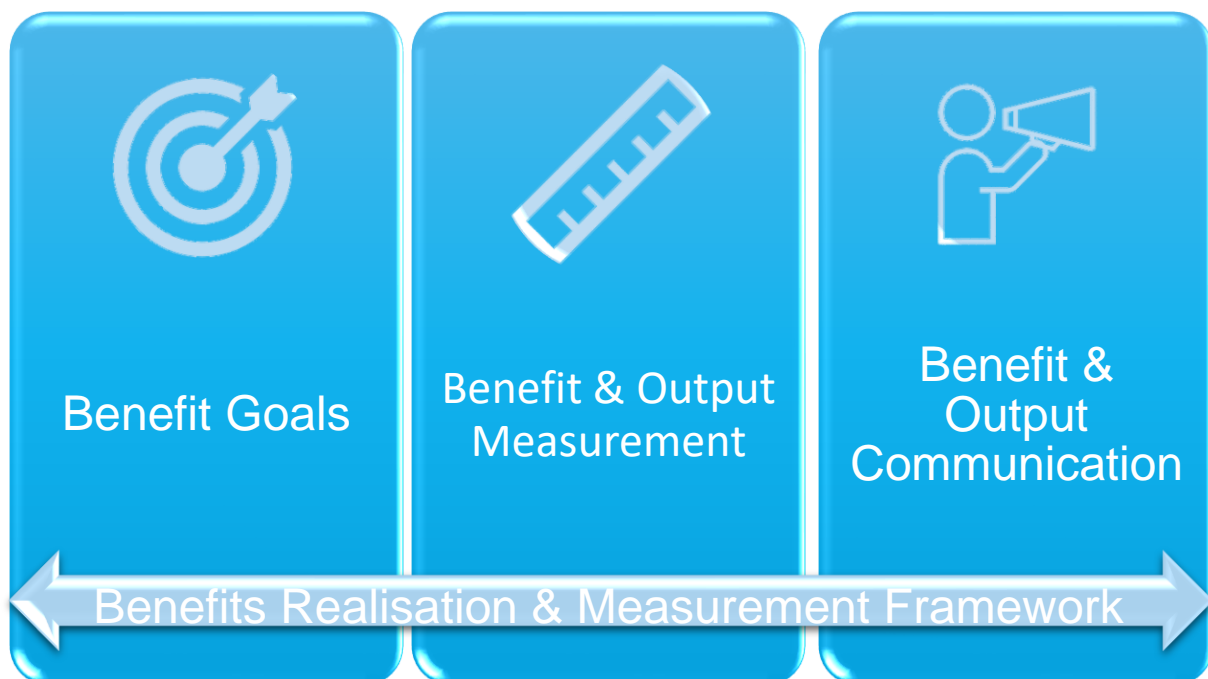 Benefit Goals
Benefit & Output
Measurement
Benefit &
Output
Communication
Benefits Realisation & Measurement Framework